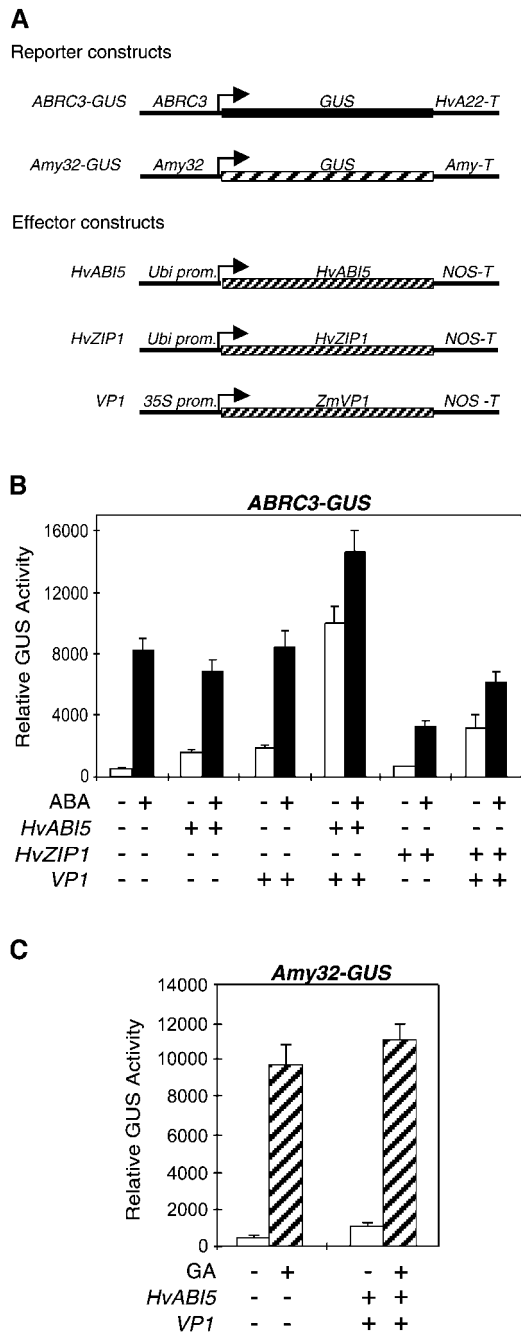 A
Reporter constructs
ABRC3-GUS ABRC3 GUS HvA22-T
Amy32-GUS Amy32 GUS Amy-T
Effector constructs
HvABI5 Ubi prom. HvABI5 NOS-T
HvZIP1 Ubi prom. HvZIP1 NOS-T
VP1 35S prom. ZmVP1 NOS -T
B
ABRC3-GUS
Relative GUS Activity
16000
12000
8000
4000
0
ABA - + - + - + - + - + - +
HvABI5 - - + + - - + + - - - -
HvZIP1 - - - - - - - - + + + +
VP1 - - - - + + + + - - + +
C
Amy32-GUS
Relative GUS Activity
14000
12000
10000
8000
6000
4000
2000
0
GA - + - +
HvABI5 - - + +
VP1 - - + +